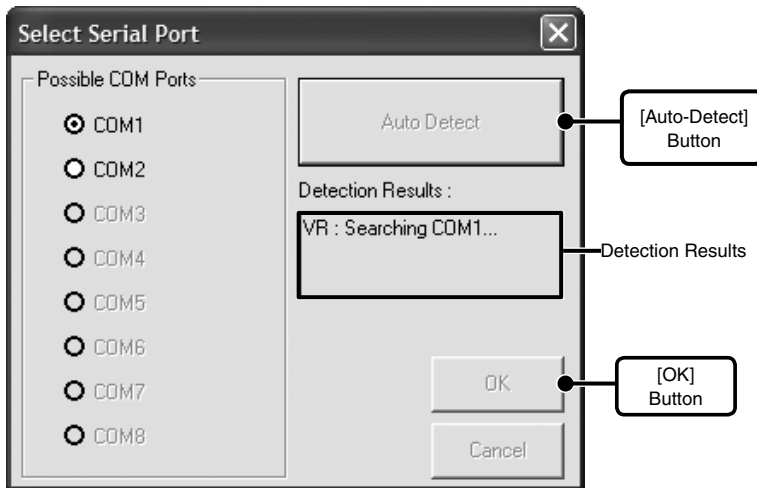 Select Serial Port
Possible COM Ports
COM1
COM2
COM3
COM4
COM5
COM6
COM7
COM8
Auto Detect
Detection Results :
VR : Searching COM1...
OK
Cancel
[Auto-Detect]
Button
Detection Results
[OK]
Button